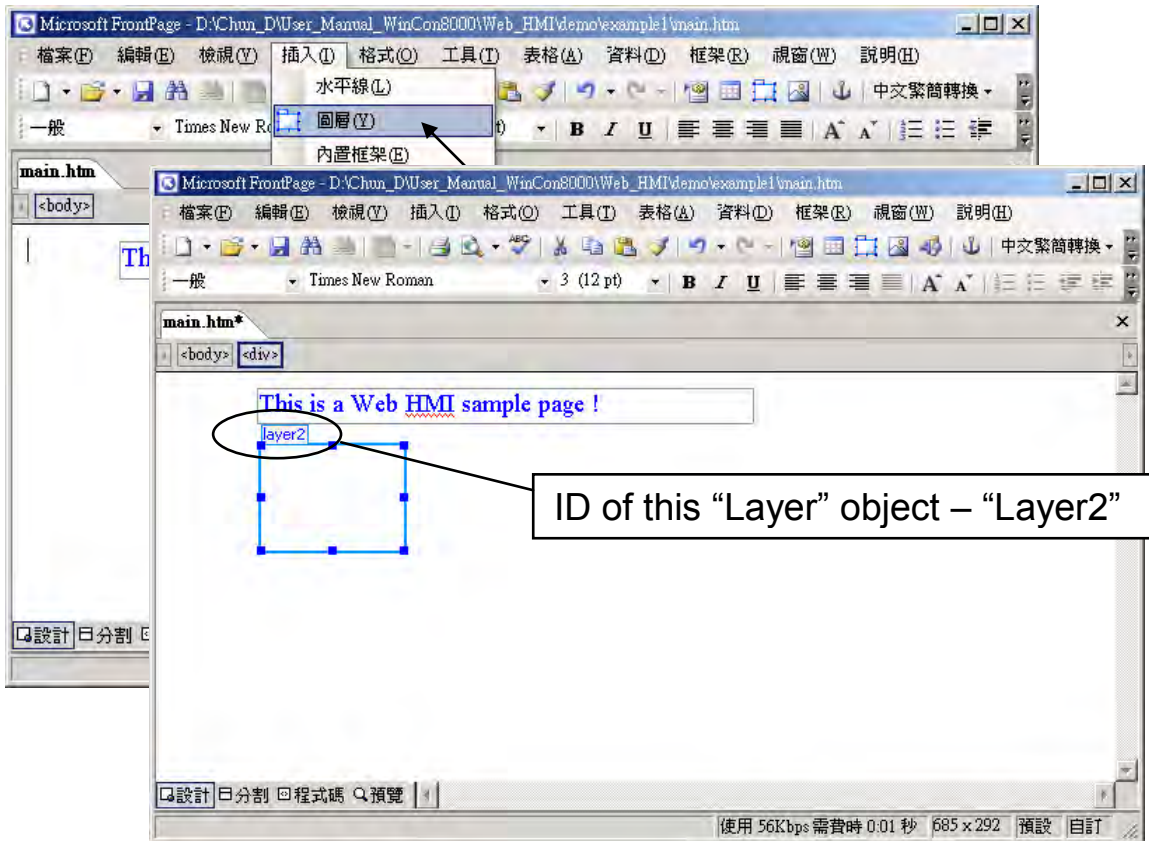 Microsoft FrontPage - D:\Chun_D\User_Manual_WinCon8000\Web_HMI\demo\example1\main.htm
檔案(F) 編輯(E) 檢視(V) 插入(I) 格式(O) 工具(T) 表格(A) 資料(D) 框架(R) 視窗(W) 說明(H)
水平線(L)
中文繁簡轉換
一般 Times New Ro
圖層(Y)
t) B I U A A
內置框架(E)
main.htm
<body>
Th
設計 分割
Microsoft FrontPage - D:\Chun_D\User_Manual_WinCon8000\Web_HMI\demo\example1\main.htm
檔案(F) 編輯(E) 檢視(V) 插入(I) 格式(O) 工具(T) 表格(A) 資料(D) 框架(R) 視窗(W) 說明(H)
ABC 中文繁簡轉換
一般 Times New Roman 3 (12 pt) B I U A A
main.htm*
<body> <div>
This is a Web HMI sample page !
layer2
ID of this “Layer” object – “Layer2”
設計 分割 程式碼 預覽
使用 56Kbps 需費時 0:01 秒 685 x 292 預設 自訂